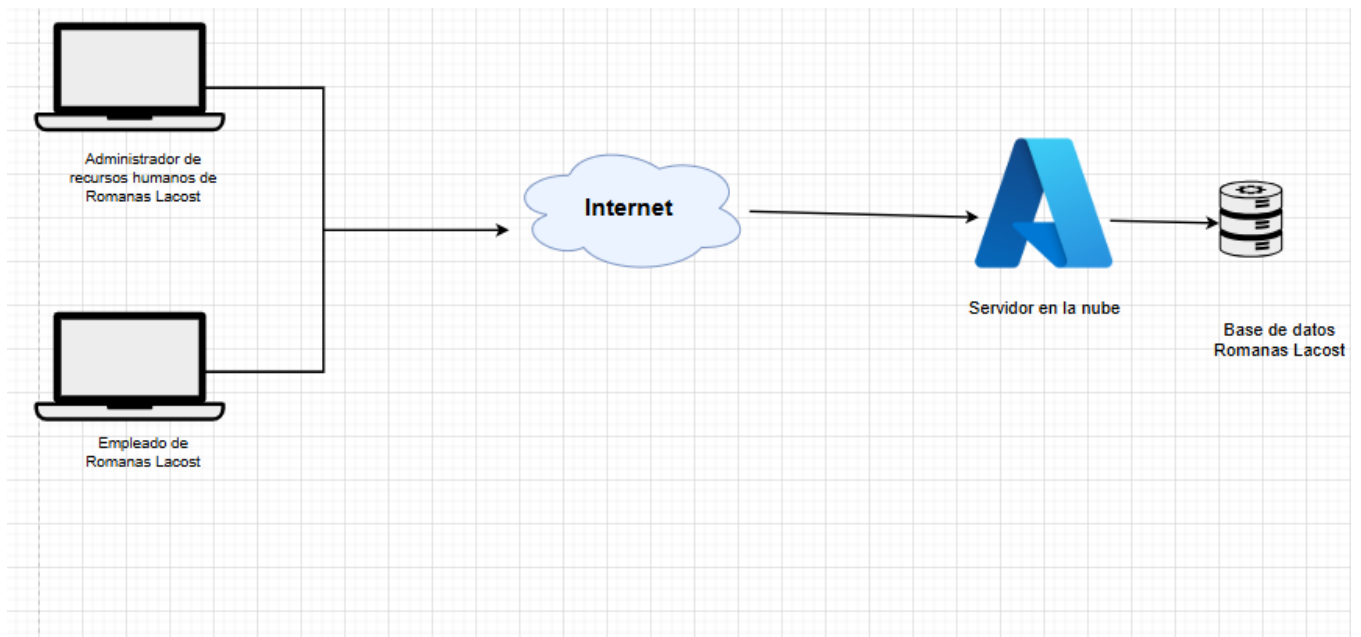 Administrador de
recursos humanos de
Romanas Lacost
Internet
Servidor en la nube
Base de datos
Romanas Lacost
Empleado de
Romanas Lacost